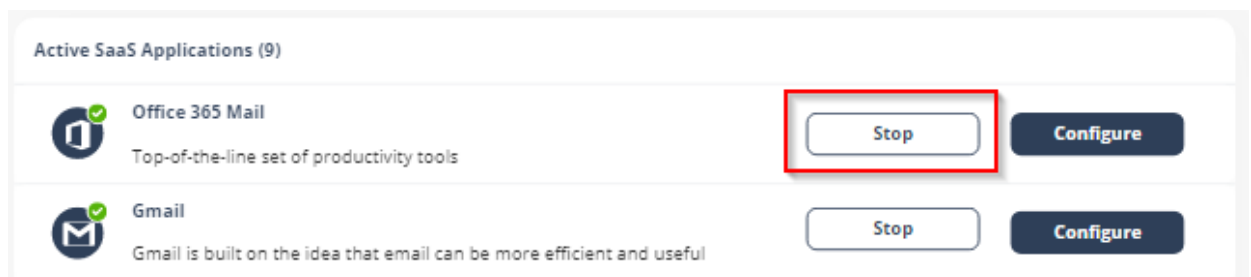 Active SaaS Applications (9)
Office 365 Mail
Top-of-the-line set of productivity tools
Stop
Configure
Gmail
Gmail is built on the idea that email can be more efficient and useful
Stop
Configure